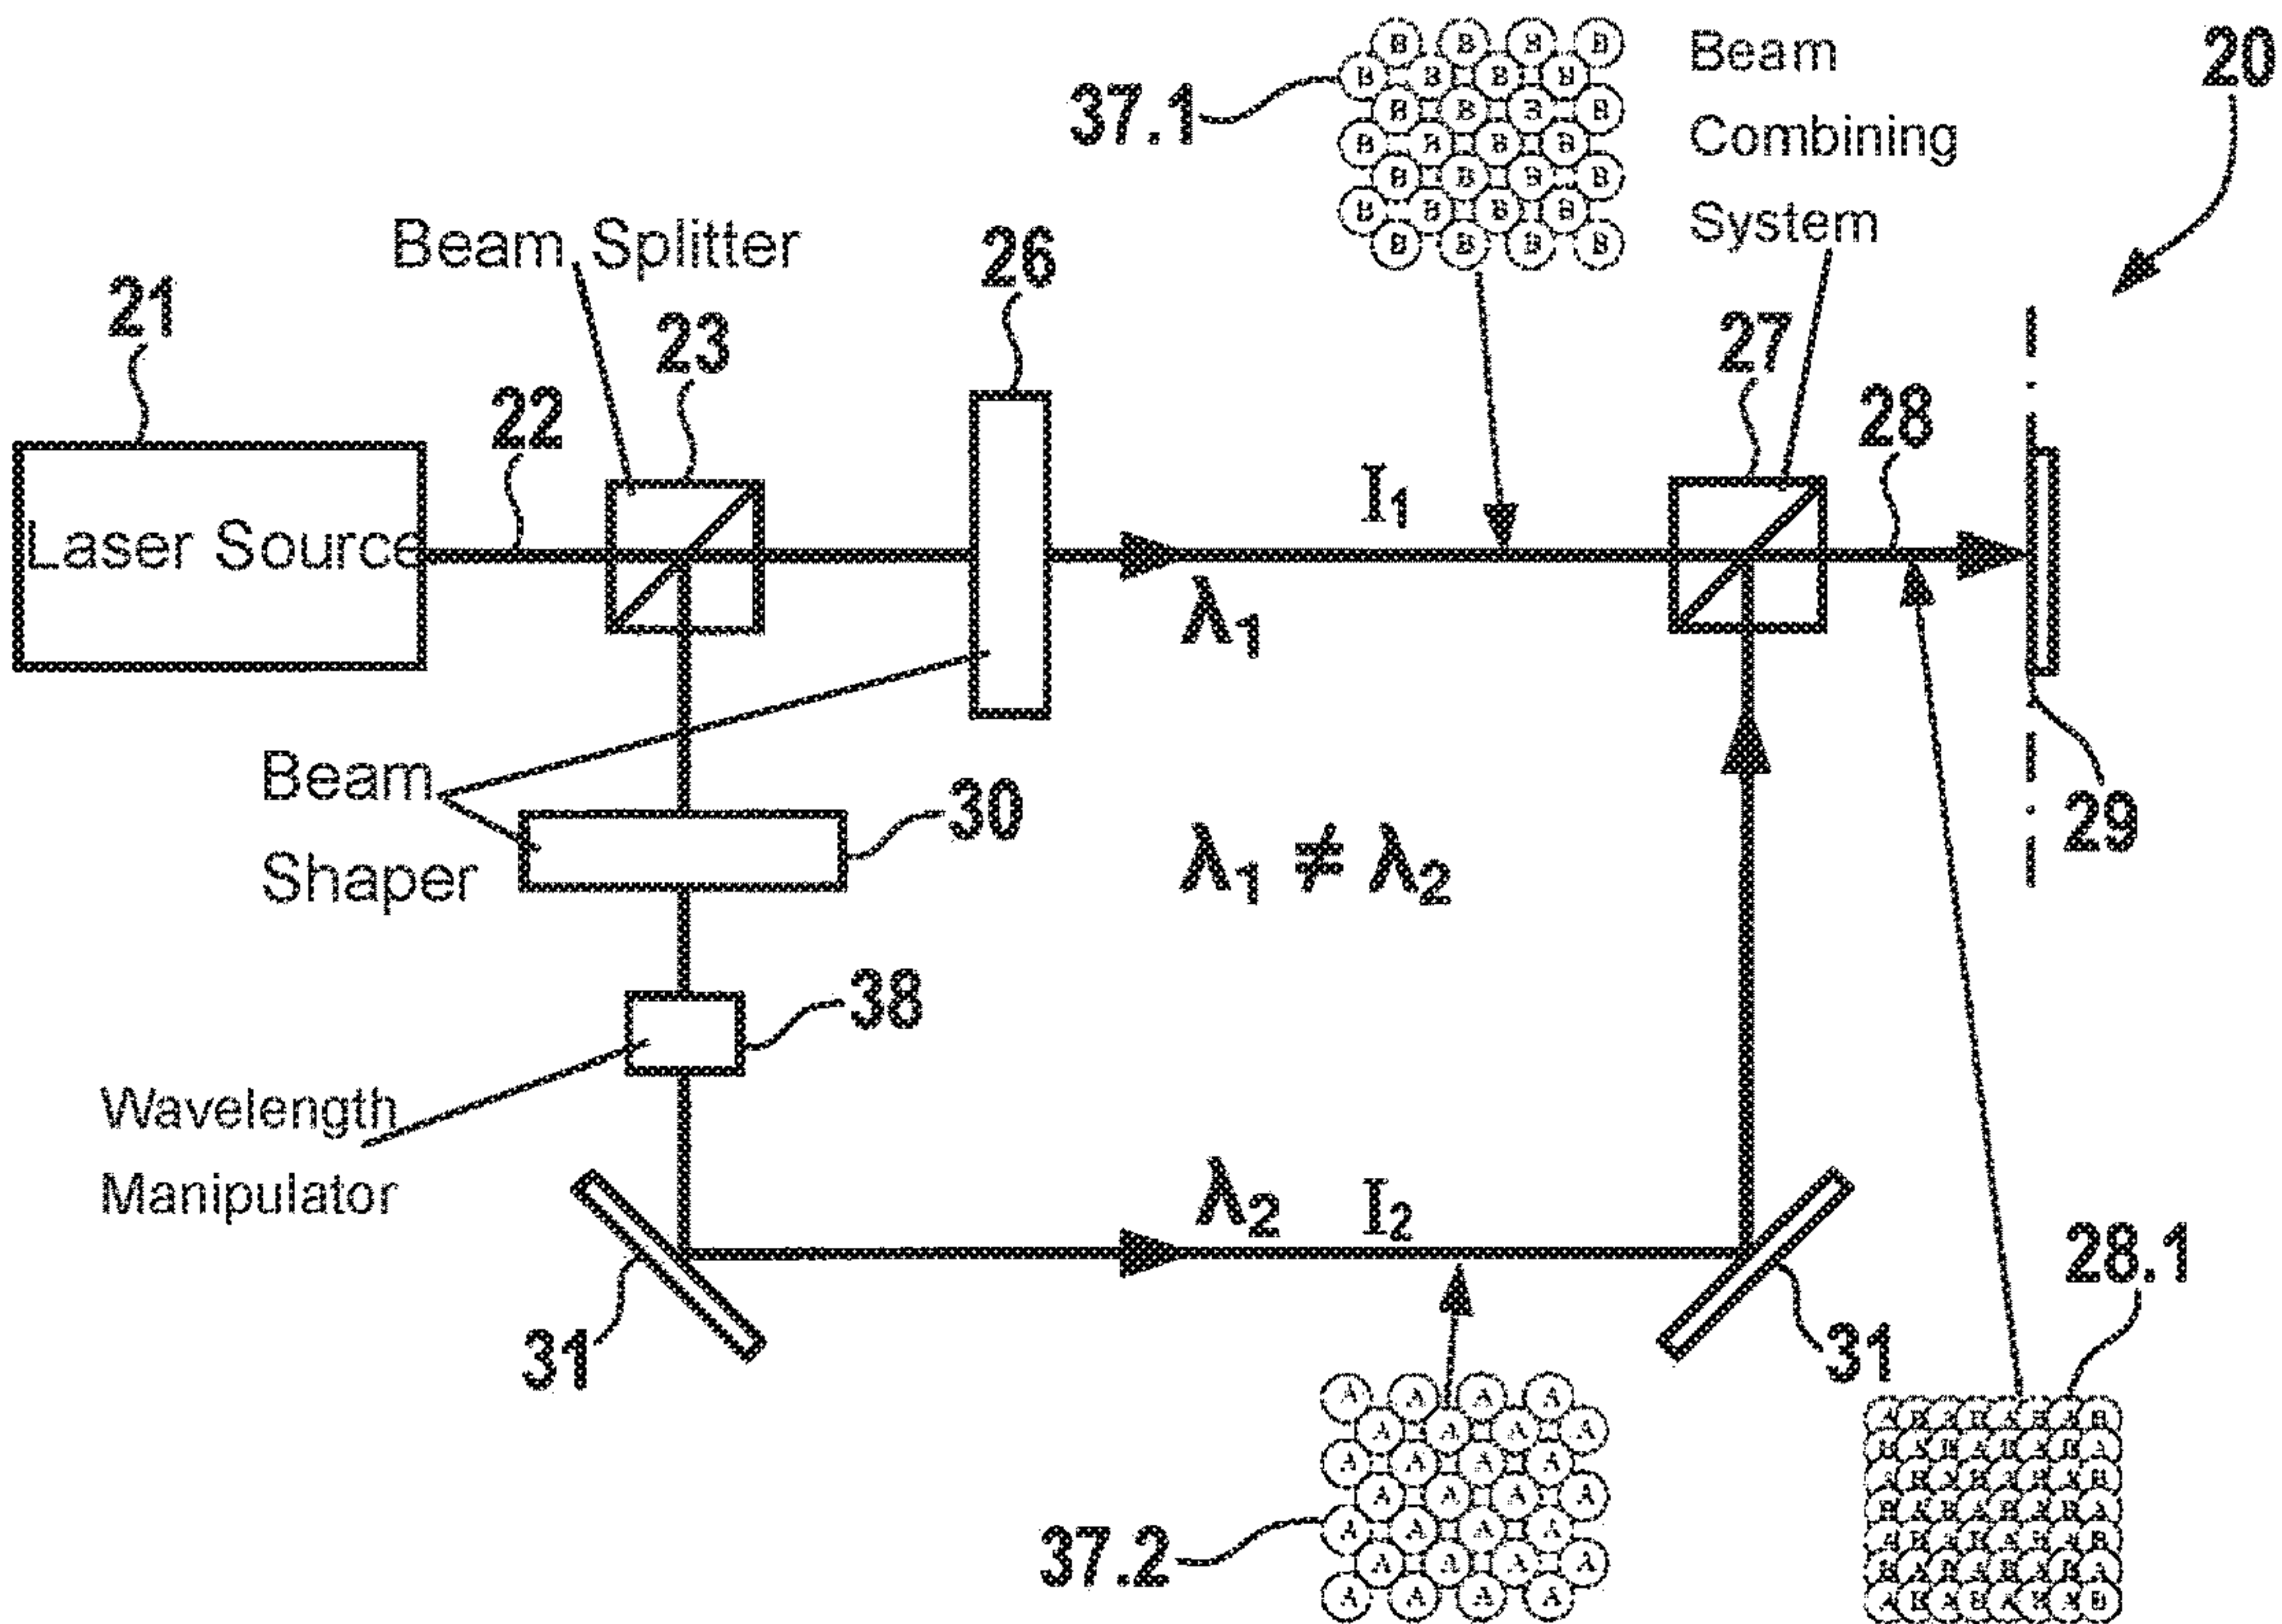 37.1
Beam
Combining
System
20
Beam Splitter
21
22
23
26
27
28
Laser Source
I₁
λ₁
Beam
Shaper
30
λ₁ ≠ λ₂
29
38
Wavelength
Manipulator
λ₂ I₂
31
31
28.1
37.2
B B B B
B B B B
B B B B
B B B B
B B B B
B B B B
B B B B
A A A A
A A A A
A A A A
A A A A
A A A A
A A A A
A A A A